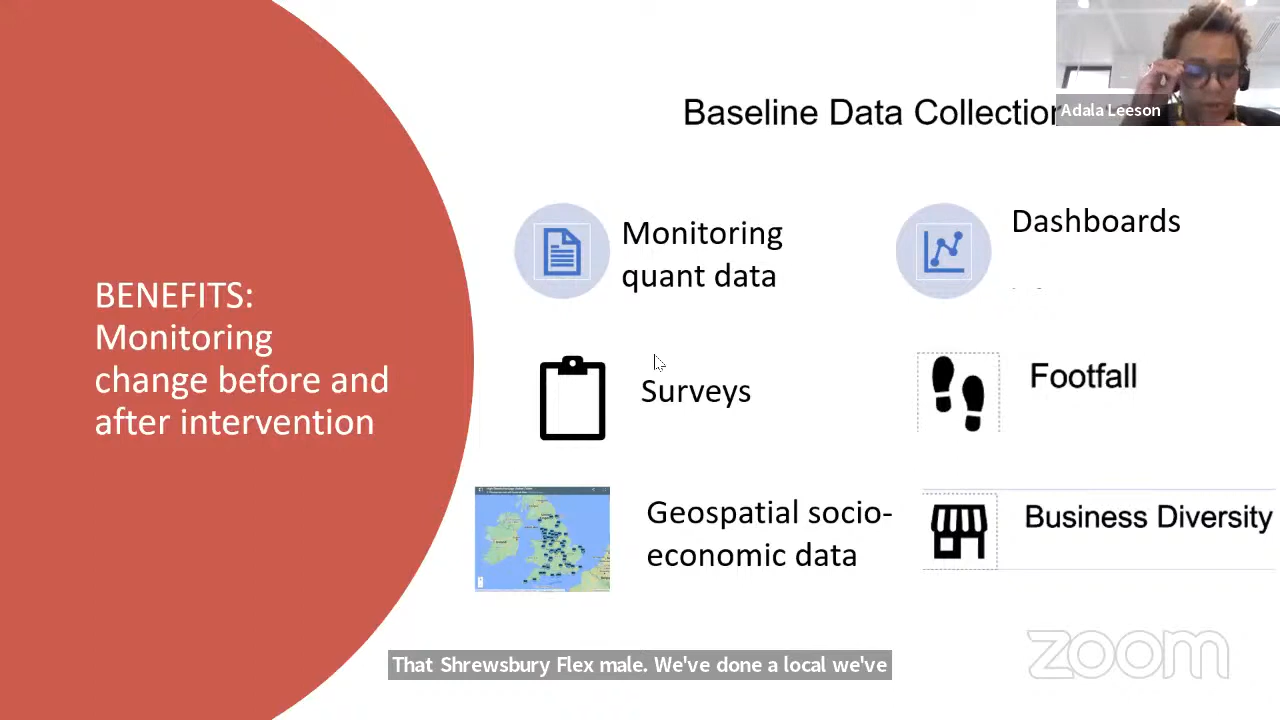 Baseline Data Collection
Adala Leeson
BENEFITS:
Monitoring
change before and
after intervention
Monitoring
quant data
Dashboards
Surveys
Footfall
Geospatial socio-
economic data
Business Diversity
That Shrewsbury Flex male. We've done a local we've
zoom